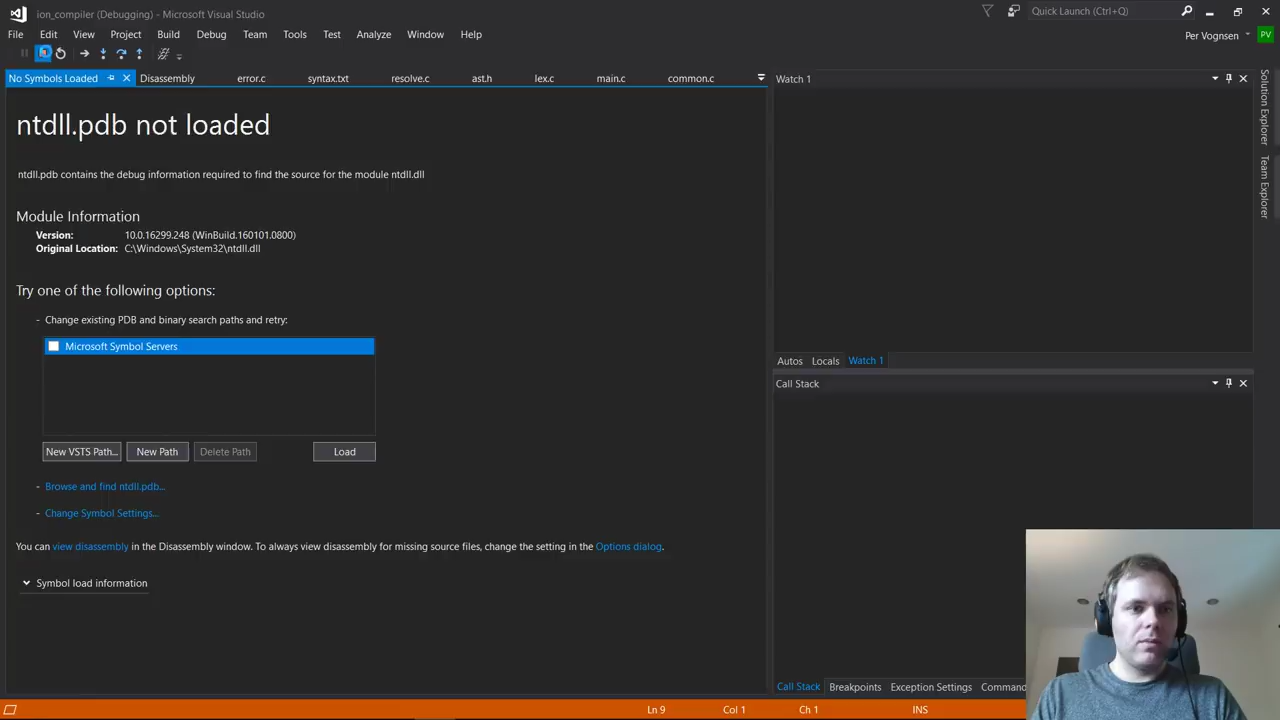 ion_compiler (Debugging) - Microsoft Visual Studio
Quick Launch (Ctrl+Q)
File Edit View Project Build Debug Team Tools Test Analyze Window Help
Per Vognsen PV
No Symbols Loaded Disassembly error.c syntax.txt resolve.c ast.h lex.c main.c common.c
Watch 1
Solution Explorer
Team Explorer
ntdll.pdb not loaded
ntdll.pdb contains the debug information required to find the source for the module ntdll.dll
Module Information
Version: 10.0.16299.248 (WinBuild.160101.0800)
Original Location: C:\Windows\System32\ntdll.dll
Try one of the following options:
- Change existing PDB and binary search paths and retry:
Microsoft Symbol Servers
New VSTS Path... New Path Delete Path Load
- Browse and find ntdll.pdb...
- Change Symbol Settings...
You can view disassembly in the Disassembly window. To always view disassembly for missing source files, change the setting in the Options dialog.
Symbol load information
Autos Locals Watch 1
Call Stack
Call Stack Breakpoints Exception Settings Command
Ln 9 Col 1 Ch 1 INS